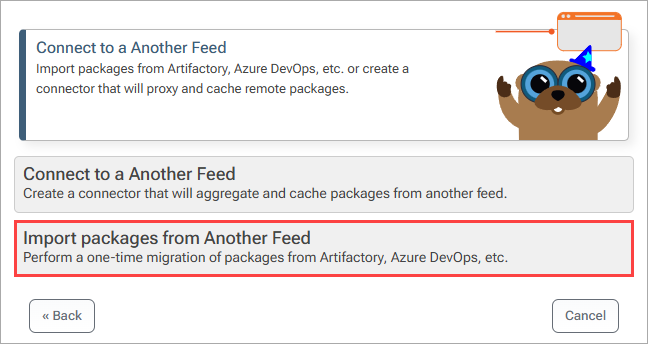 Connect to a Another Feed
Import packages from Artifactory, Azure DevOps, etc. or create a
connector that will proxy and cache remote packages.
Connect to a Another Feed
Create a connector that will aggregate and cache packages from another feed.
Import packages from Another Feed
Perform a one-time migration of packages from Artifactory, Azure DevOps, etc.
« Back
Cancel